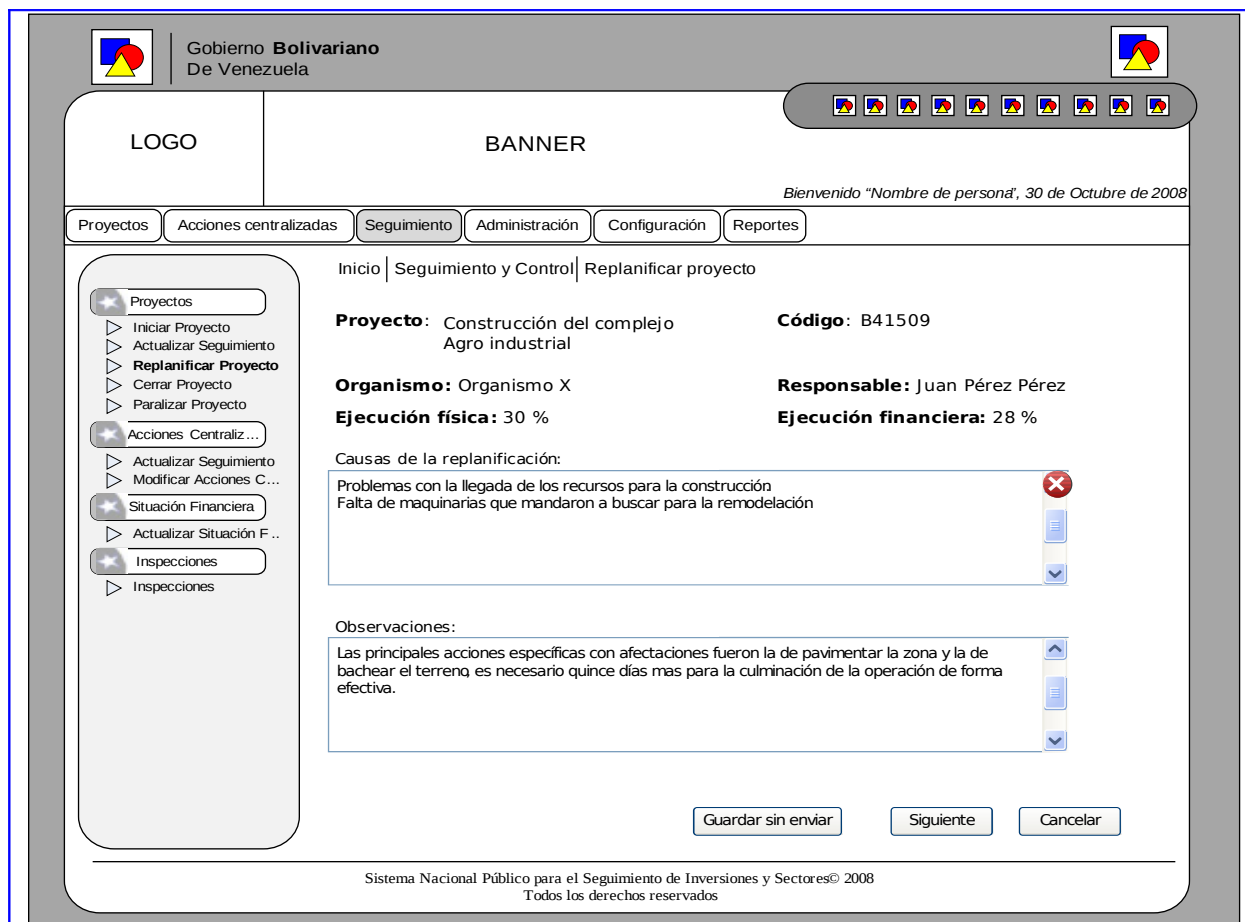 Gobierno Bolivariano
De Venezuela
LOGO
BANNER
Bienvenido “Nombre de persona”, 30 de Octubre de 2008
Proyectos
Acciones centralizadas
Seguimiento
Administración
Configuración
Reportes
Proyectos
Iniciar Proyecto
Actualizar Seguimiento
Replanificar Proyecto
Cerrar Proyecto
Paralizar Proyecto
Acciones Centraliz...
Actualizar Seguimiento
Modificar Acciones C...
Situación Financiera
Actualizar Situación F...
Inspecciones
Inspecciones
Inicio Seguimiento y Control Replanificar proyecto
Proyecto: Construcción del complejo
Agro industrial
Código: B41509
Organismo: Organismo X
Responsable: Juan Pérez Pérez
Ejecución física: 30 %
Ejecución financiera: 28 %
Causas de la replanificación:
Problemas con la llegada de los recursos para la construcción
Falta de maquinarias que mandaron a buscar para la remodelación
Observaciones:
Las principales acciones específicas con afectaciones fueron la de pavimentar la zona y la de
bachear el terreno, es necesario quince días mas para la culminación de la operación de forma
efectiva.
Guardar sin enviar
Siguiente
Cancelar
Sistema Nacional Público para el Seguimiento de Inversiones y Sectores© 2008
Todos los derechos reservados